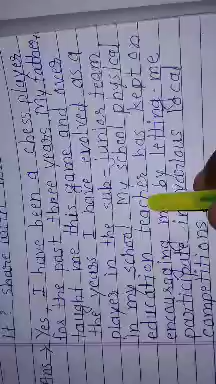 it? share with
Ans → Yes, I have been a chess player
for the past three years. My father
taught me this game and over
the years I have evolved as a
player in the sub-junior team
in my school. My school physical
education teacher has kept on
encouraging me by letting me
participate in various local
competitions